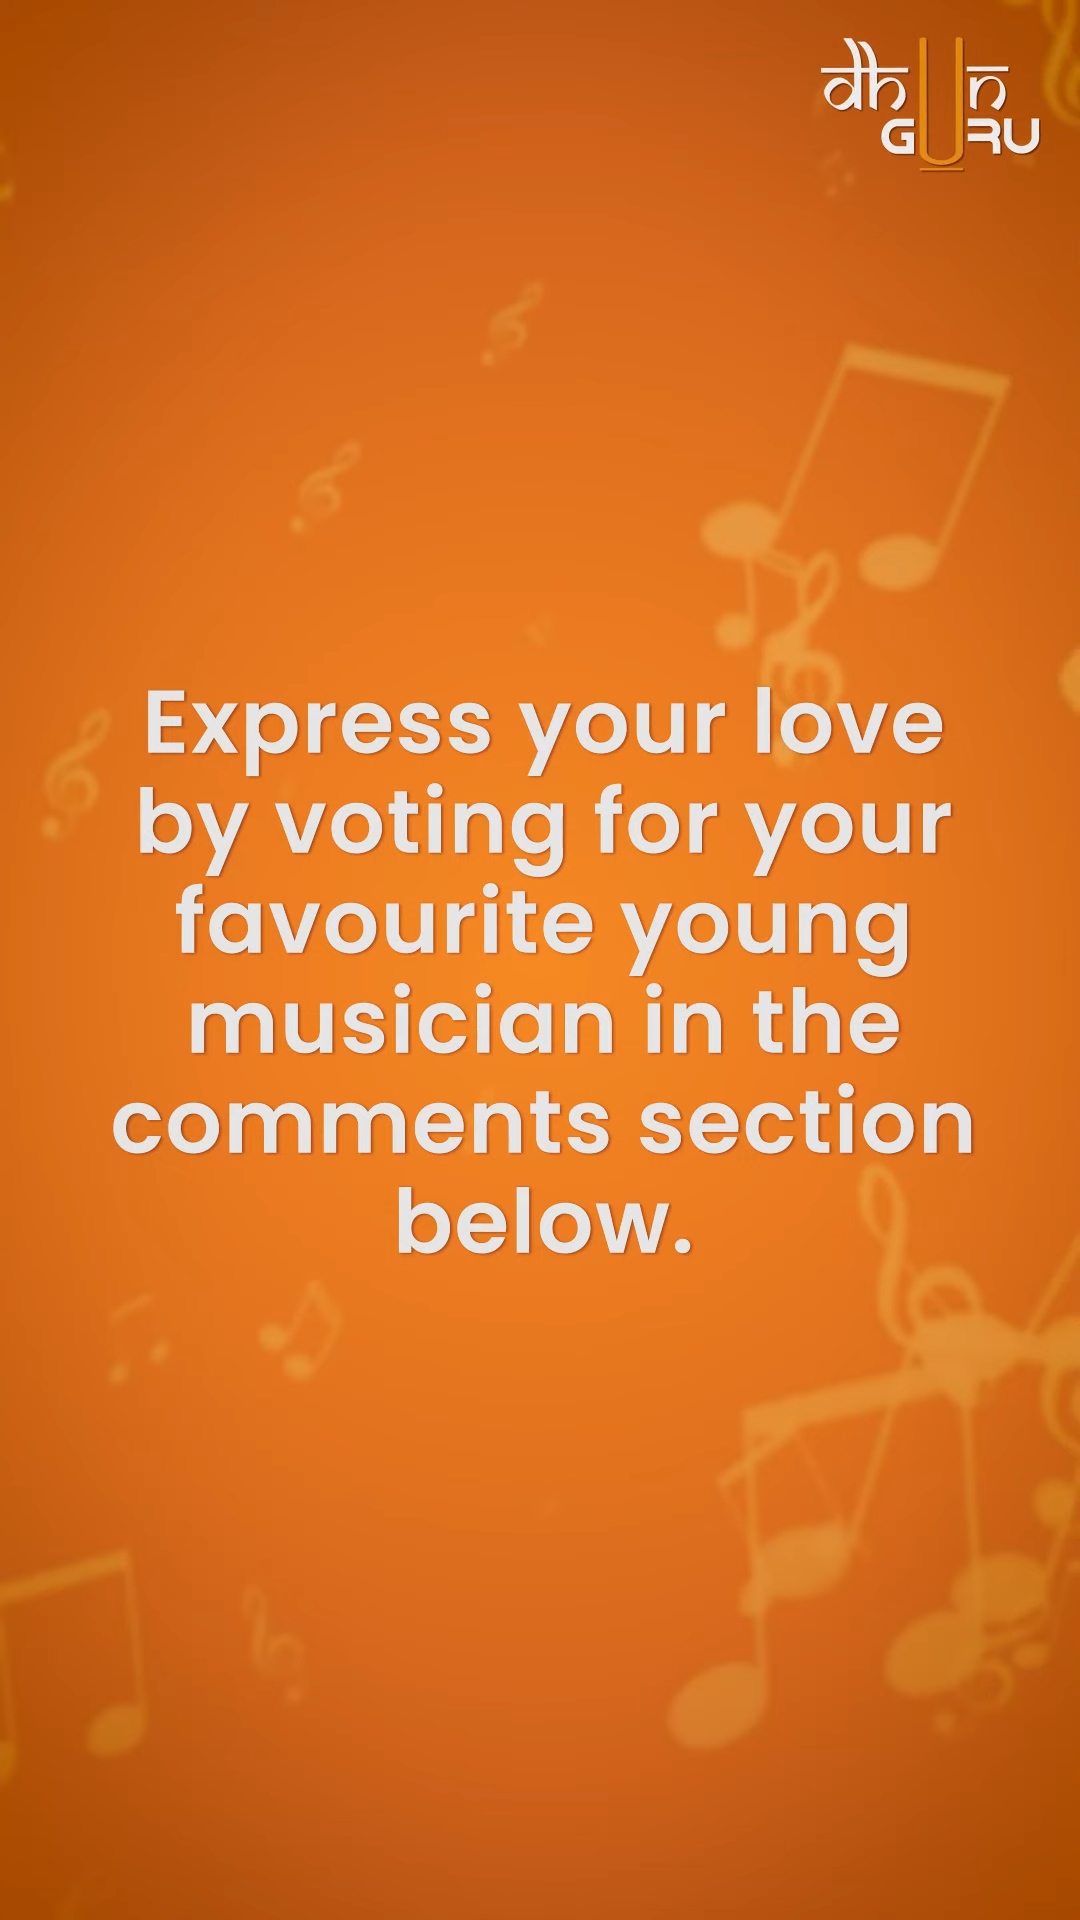 dhUn
GURU
Express your love
by voting for your
favourite young
musician in the
comments section
below.